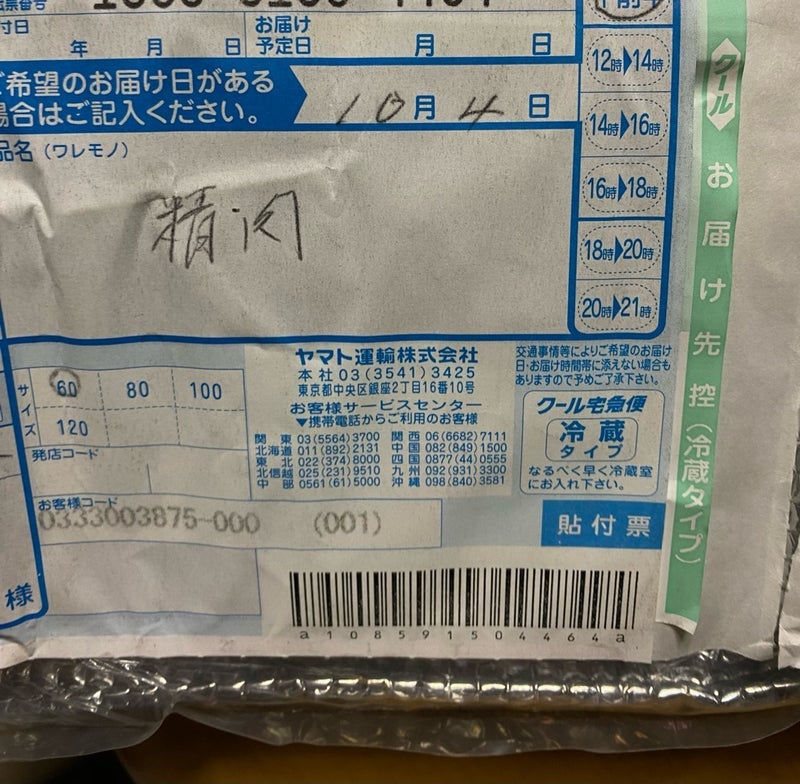 伝票番号
付日
年 月 日
お届け
予定日
月 日
ご希望のお届け日がある
場合はご記入ください。
10月4日
品名（ワレモノ）
精肉
12時▶14時
14時▶16時
16時▶18時
18時▶20時
20時▶21時
クール
お届け先控（冷蔵タイプ）
サイズ
60 80 100
120
発店コード
お客様コード
0333003875-000 (001)
様
ヤマト運輸株式会社
本社03(3541)3425
東京都中央区銀座2丁目16番10号
お客様サービスセンター
▼携帯電話からご利用のお客様
関東 03(5564)3700 関西 06(6682)7111
北海道 011(892)2131 中国 082(849)1500
東北 022(374)8000 四国 0877(44)0555
北信越 025(231)9510 九州 092(931)3300
中部 0561(61)5000 沖縄 098(840)3581
交通事情等によりご希望のお届け
日・お届け時間帯に添えない場合も
ありますので予めご了承下さい。
クール宅急便
冷蔵
タイプ
なるべく早く冷蔵室
にお入れ下さい。
貼付票
a108591504464a